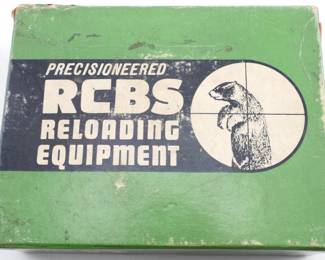 PRECISIONEERED
RCBS
RELOADING
EQUIPMENT